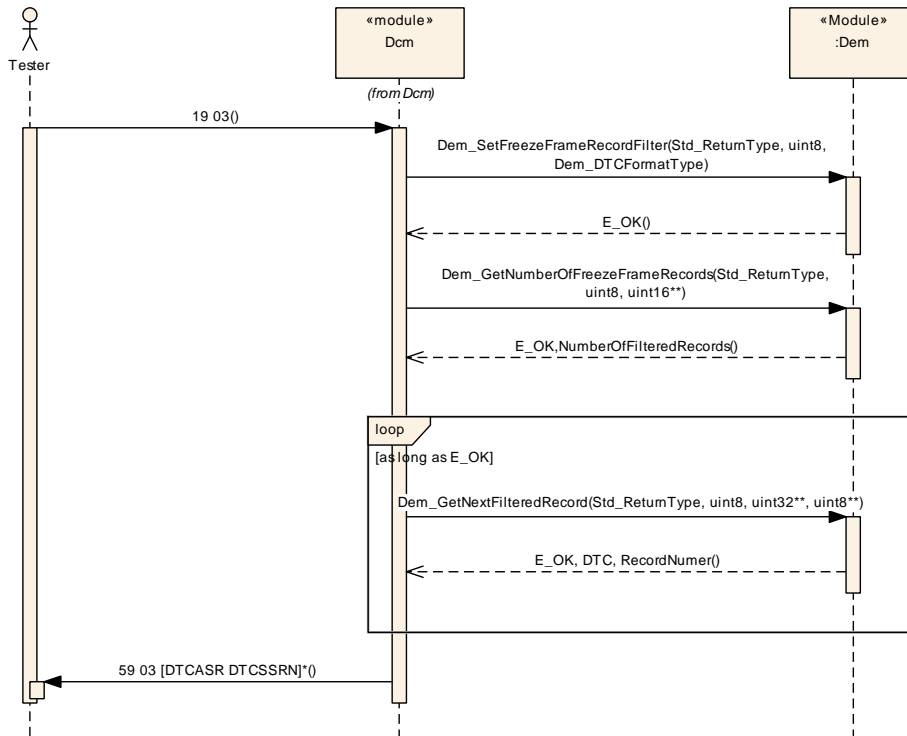 «module»
Dcm
(from Dcm)
«Module»
:Dem
Tester
19 03()
Dem_SetFreezeFrameRecordFilter(Std_ReturnType, uint8,
Dem_DTCFormatType)
E_OK()
Dem_GetNumberOfFreezeFrameRecords(Std_ReturnType,
uint8, uint16**)
E_OK,NumberOfFilteredRecords()
loop
[as long as E_OK]
Dem_GetNextFilteredRecord(Std_ReturnType, uint8, uint32**, uint8**)
E_OK, DTC, RecordNumer()
59 03 [DTCASR DTCSSRN]*()